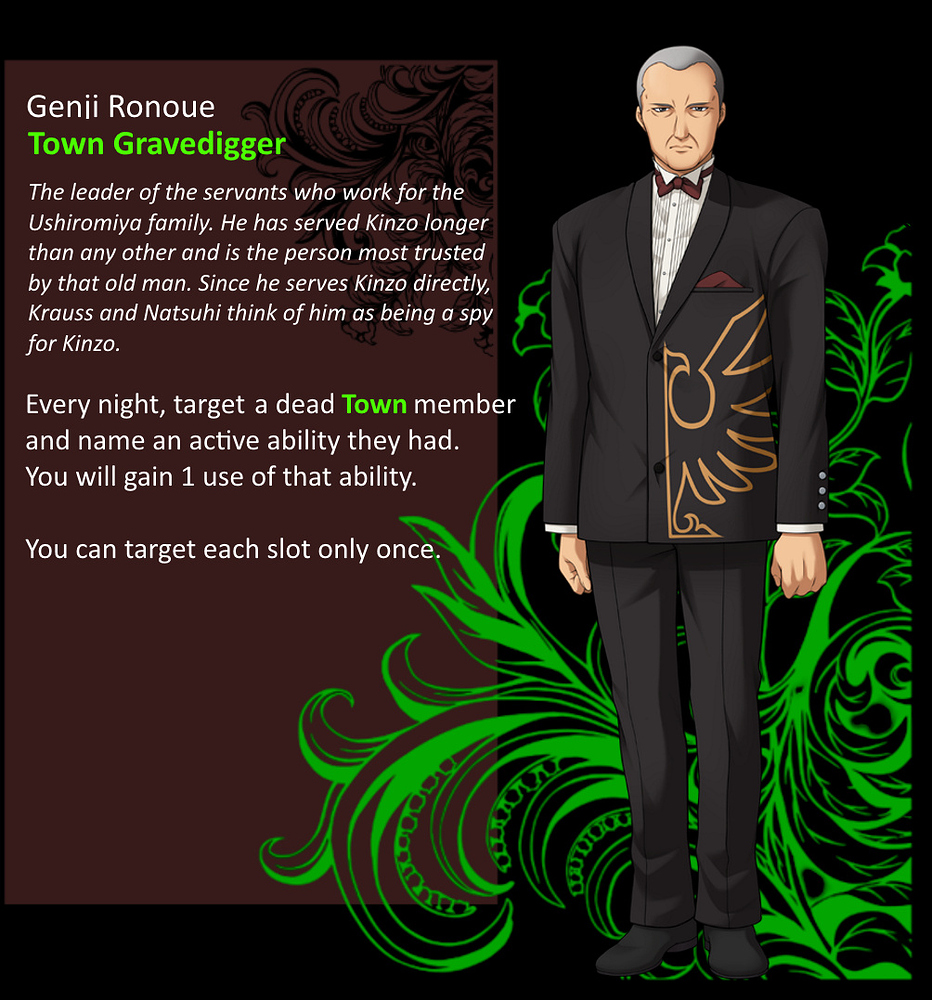 Genji Ronoue
Town Gravedigger
The leader of the servants who work for the
Ushiromiya family. He has served Kinzo longer
than any other and is the person most trusted
by that old man. Since he serves Kinzo directly,
Krauss and Natsuhi think of him as being a spy
for Kinzo.
Every night, target a dead Town member
and name an active ability they had.
You will gain 1 use of that ability.
You can target each slot only once.